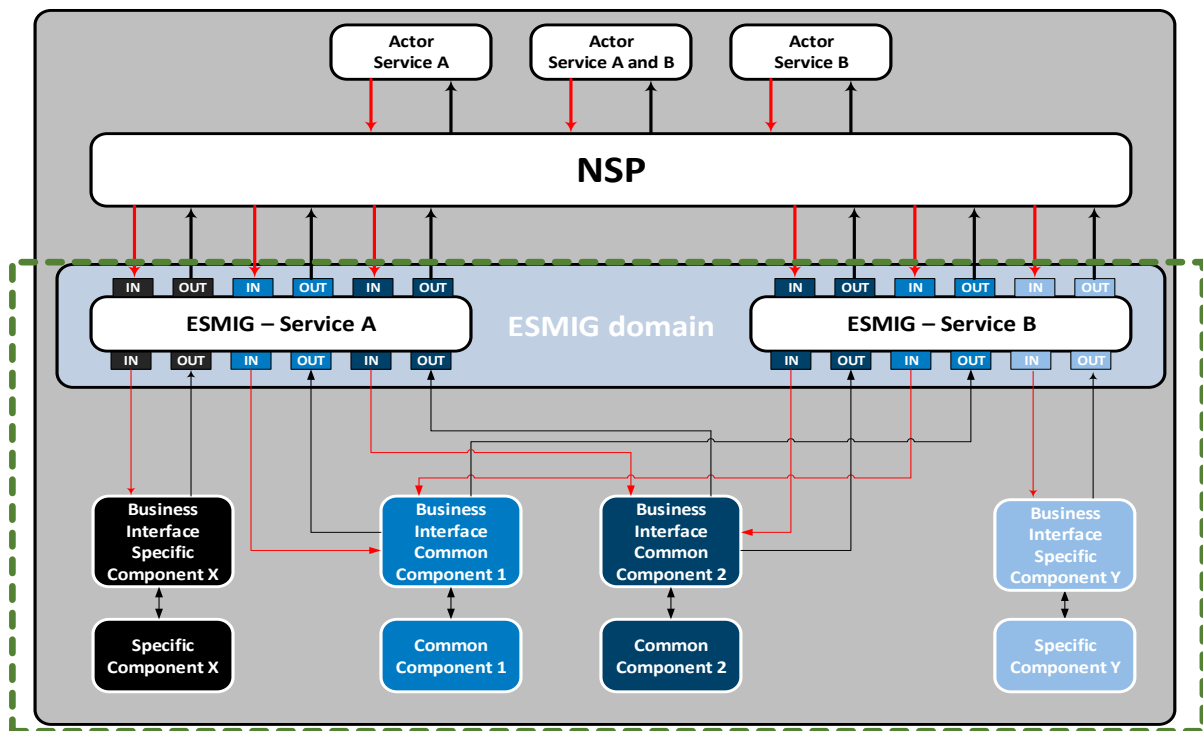 Actor
Service A
Actor
Service A and B
Actor
Service B
NSP
IN OUT IN OUT IN OUT
IN OUT IN OUT IN OUT
ESMIG – Service A
ESMIG domain
ESMIG – Service B
IN OUT IN OUT IN OUT
IN OUT IN OUT IN OUT
Business
Interface
Specific
Component X
Business
Interface
Common
Component 1
Business
Interface
Common
Component 2
Business
Interface
Specific
Component Y
Specific
Component X
Common
Component 1
Common
Component 2
Specific
Component Y